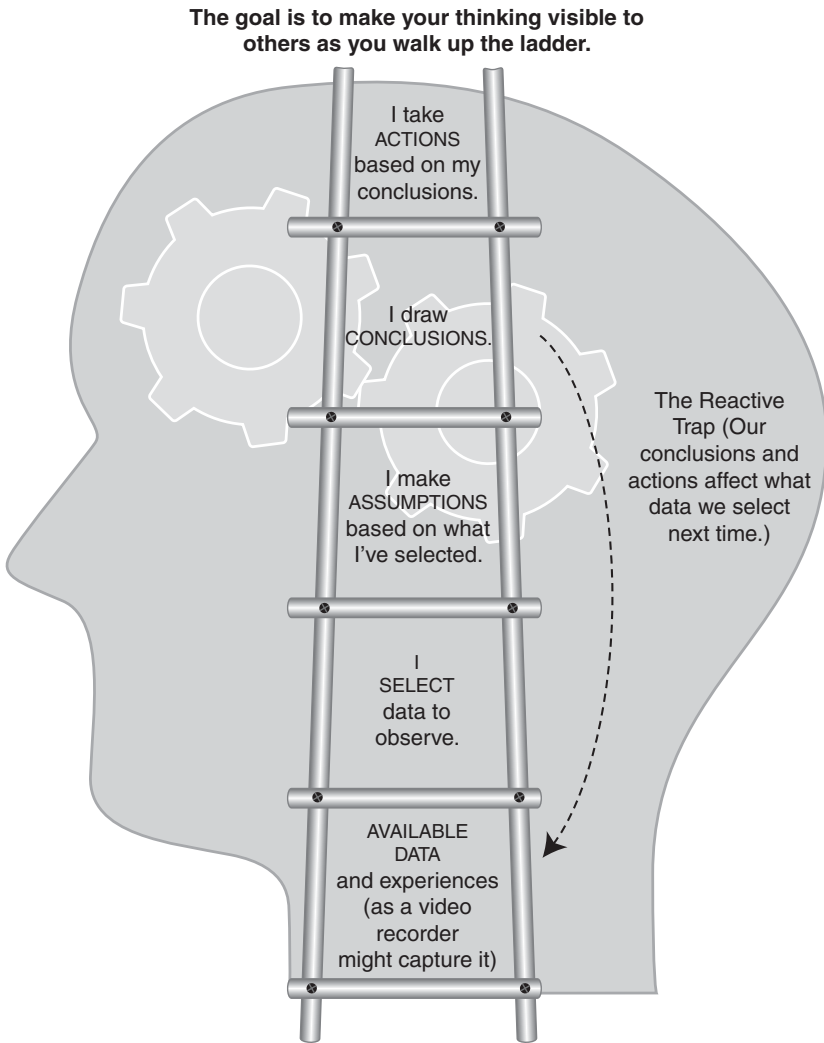 The goal is to make your thinking visible to
others as you walk up the ladder.
I take
ACTIONS
based on my
conclusions.
I draw
CONCLUSIONS.
The Reactive
Trap (Our
conclusions and
actions affect what
data we select
next time.)
I make
ASSUMPTIONS
based on what
I've selected.
I
SELECT
data to
observe.
AVAILABLE
DATA
and experiences
(as a video
recorder
might capture it)